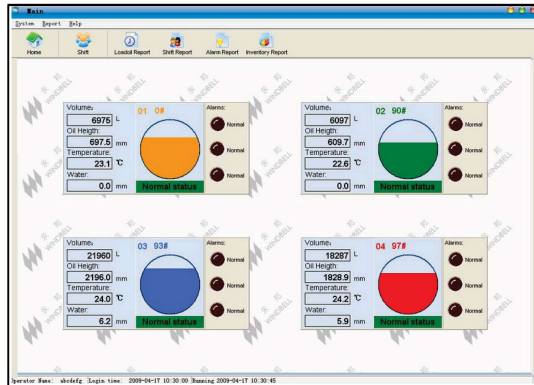 Main
System Report Help
Home Shift Loadoil Report Shift Report Alarm Report Inventory Report
Volume:
6975 L
Oil Heigth:
697.5 mm
Temperature:
23.1 ℃
Water:
0.0 mm
01 0#
Normal status
Alarms:
Normal
Normal
Normal
Volume:
6097 L
Oil Heigth:
609.7 mm
Temperature:
22.6 ℃
Water:
0.0 mm
02 90#
Normal status
Alarms:
Normal
Normal
Normal
Volume:
21960 L
Oil Heigth:
2196.0 mm
Temperature:
24.0 ℃
Water:
6.2 mm
03 93#
Normal status
Alarms:
Normal
Normal
Normal
Volume:
18287 L
Oil Heigth:
1828.9 mm
Temperature:
24.2 ℃
Water:
5.9 mm
04 97#
Normal status
Alarms:
Normal
Normal
Normal
WINDBELL
Operator Name: abcdefg Login time: 2009-04-17 10:30:00 Running 2009-04-17 10:30:45